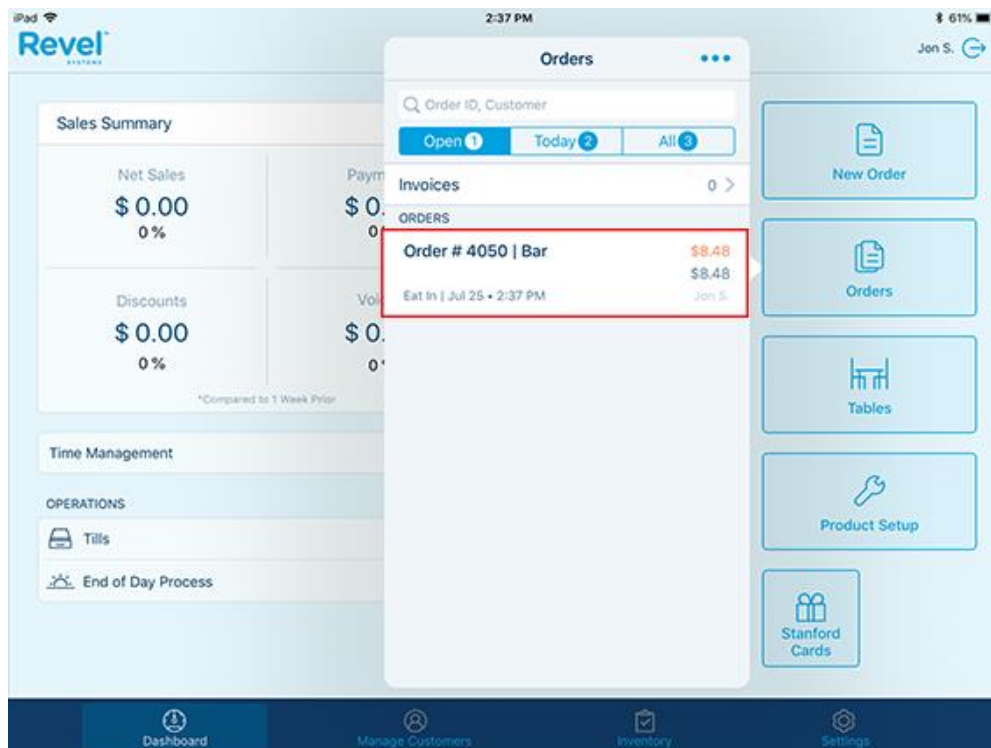 iPad
2:37 PM
61%
Revel
SYSTEMS
Jon S.
Orders
Order ID, Customer
Open 1
Today 2
All 3
Invoices 0
ORDERS
Order # 4050 | Bar
$8.48
$8.48
Eat In | Jul 25 • 2:37 PM
Jon S.
Sales Summary
Net Sales
$ 0.00
0 %
Paym
$ 0.
0
Discounts
$ 0.00
0 %
Voi
$ 0.
0
*Compared to 1 Week Prior
Time Management
OPERATIONS
Tills
End of Day Process
New Order
Orders
Tables
Product Setup
Stanford
Cards
Dashboard
Manage Customers
Inventory
Settings